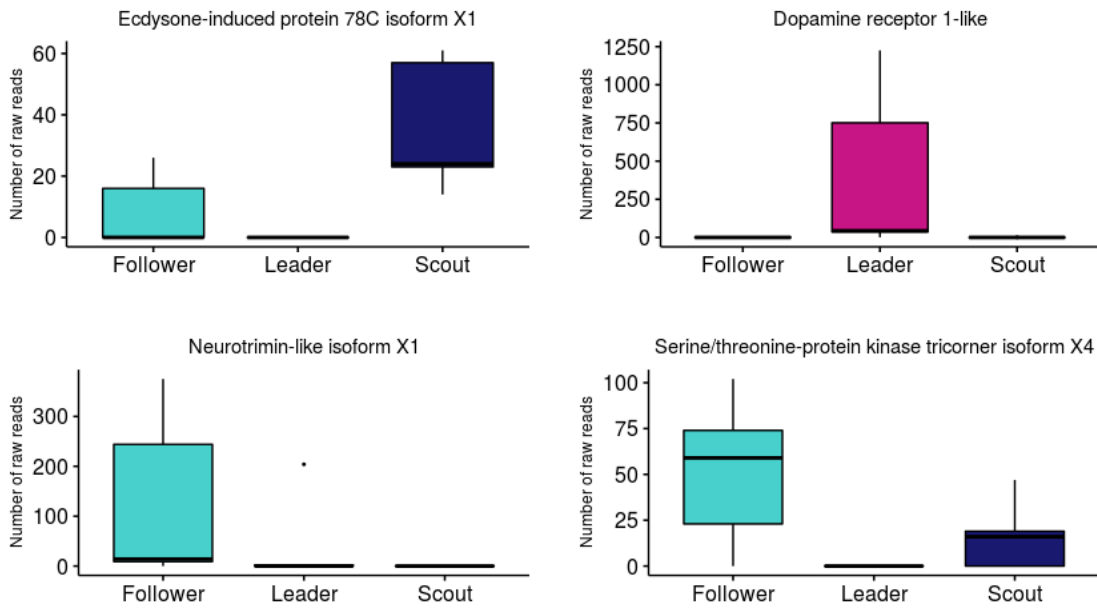 Ecdysone-induced protein 78C isoform X1
Number of raw reads
60
40
20
0
Follower Leader Scout
Dopamine receptor 1-like
Number of raw reads
1250
1000
750
500
250
0
Follower Leader Scout
Neurotrimin-like isoform X1
Number of raw reads
300
200
100
0
Follower Leader Scout
Serine/threonine-protein kinase tricorner isoform X4
Number of raw reads
100
75
50
25
0
Follower Leader Scout